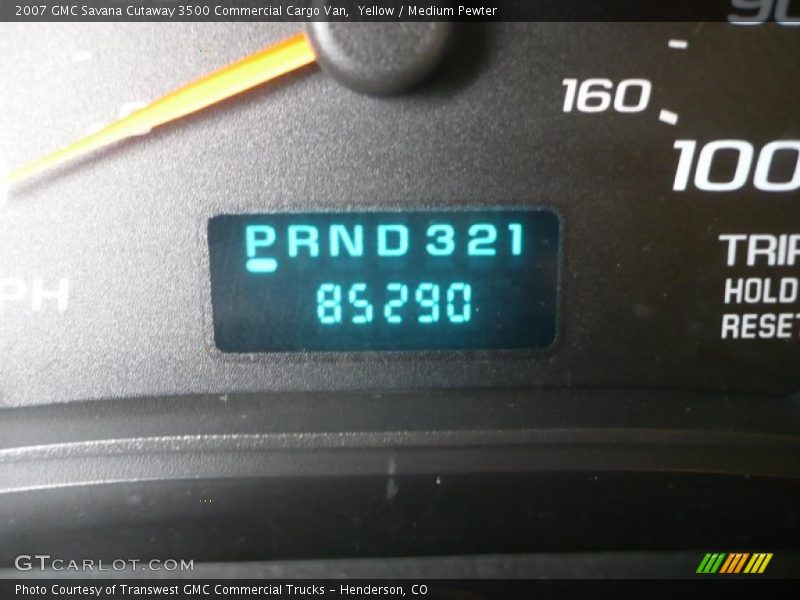 2007 GMC Savana Cutaway 3500 Commercial Cargo Van,  Yellow / Medium Pewter
160
100
PRND321
85290
TRIP
HOLD
RESET
GTCARLOT.COM
Photo Courtesy of Transwest GMC Commercial Trucks - Henderson, CO